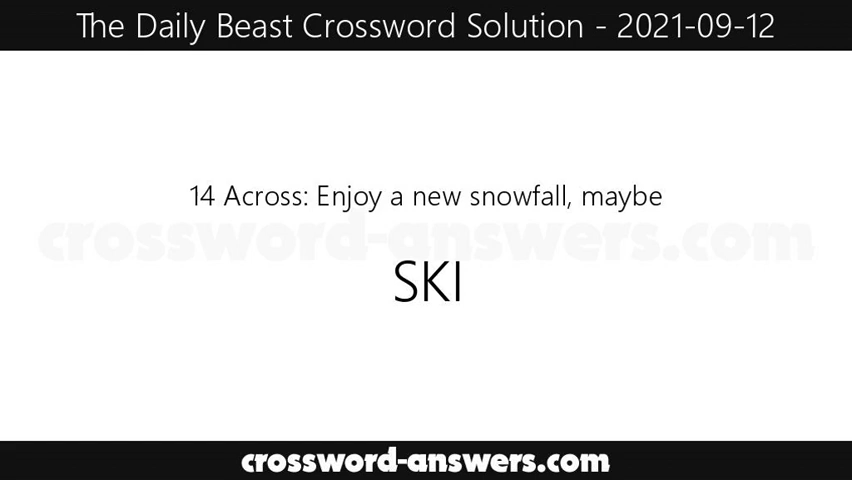 The Daily Beast Crossword Solution - 2021-09-12
14 Across: Enjoy a new snowfall, maybe
crossword-answers.com
SKI
crossword-answers.com